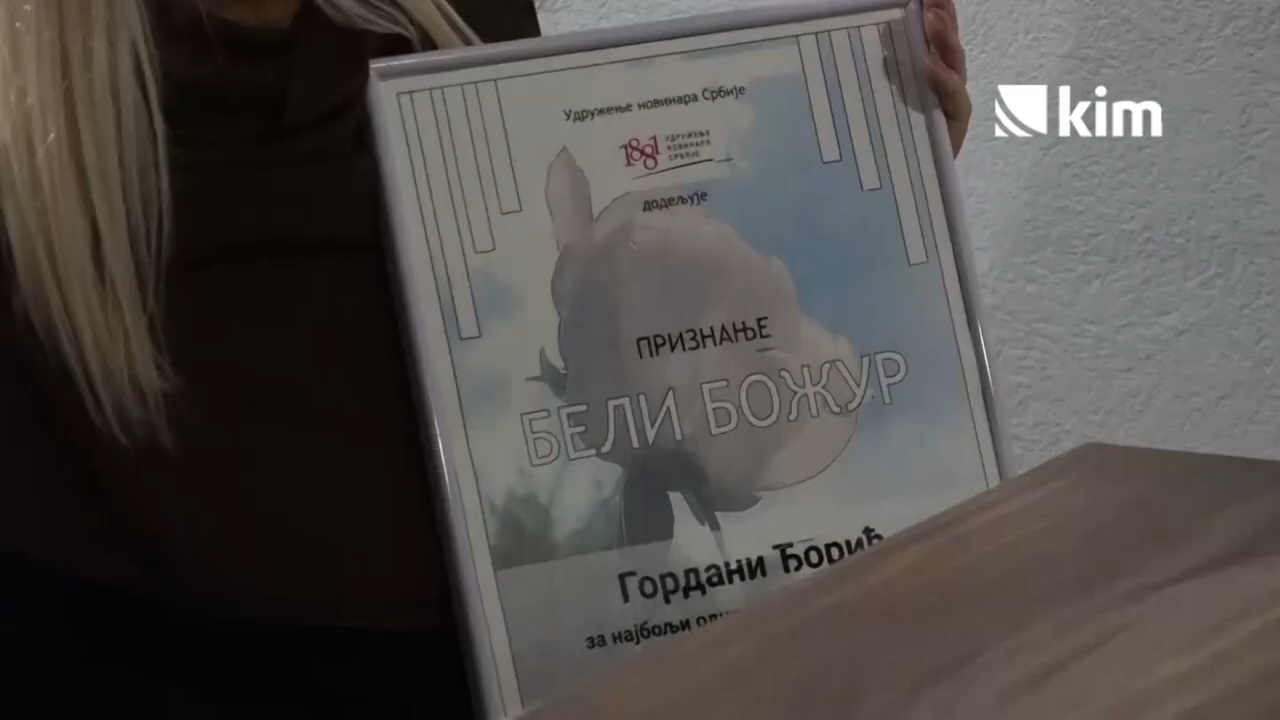 kim
Удружење новинара Србије
1881 УДРУЖЕЊЕ
НОВИНАРА
СРБИЈЕ
додељује
ПРИЗНАЊЕ
БЕЛИ БОЖУР
Гордани Ђорић
за најбољи